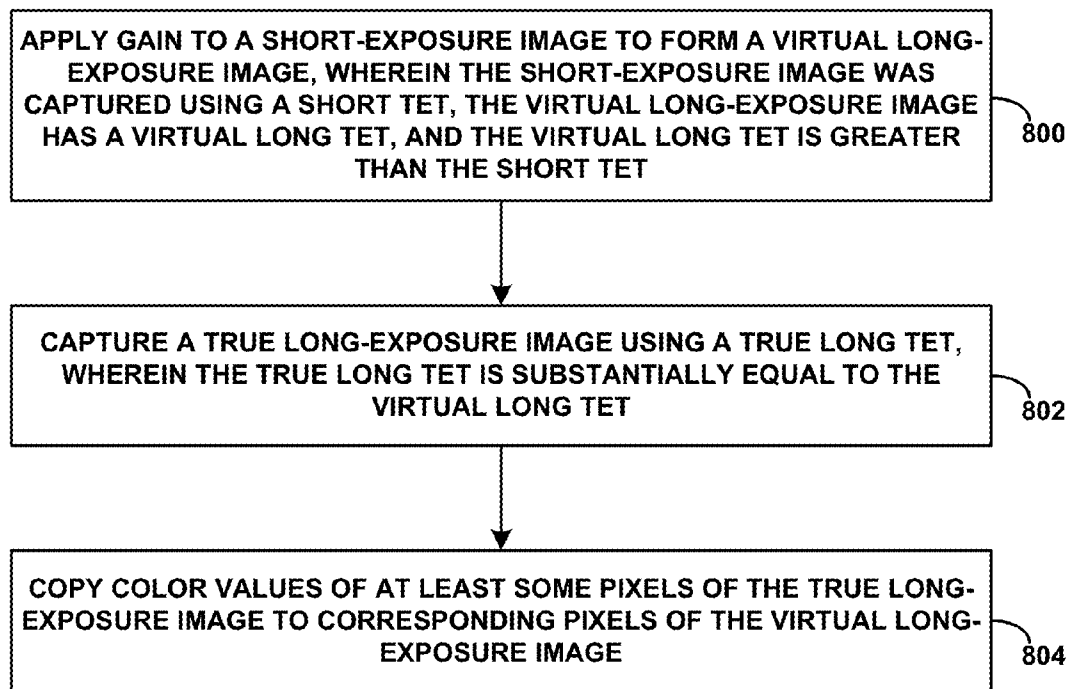 APPLY GAIN TO A SHORT-EXPOSURE IMAGE TO FORM A VIRTUAL LONG-
EXPOSURE IMAGE, WHEREIN THE SHORT-EXPOSURE IMAGE WAS
CAPTURED USING A SHORT TET, THE VIRTUAL LONG-EXPOSURE IMAGE
HAS A VIRTUAL LONG TET, AND THE VIRTUAL LONG TET IS GREATER
THAN THE SHORT TET
800
CAPTURE A TRUE LONG-EXPOSURE IMAGE USING A TRUE LONG TET,
WHEREIN THE TRUE LONG TET IS SUBSTANTIALLY EQUAL TO THE
VIRTUAL LONG TET
802
COPY COLOR VALUES OF AT LEAST SOME PIXELS OF THE TRUE LONG-
EXPOSURE IMAGE TO CORRESPONDING PIXELS OF THE VIRTUAL LONG-
EXPOSURE IMAGE
804